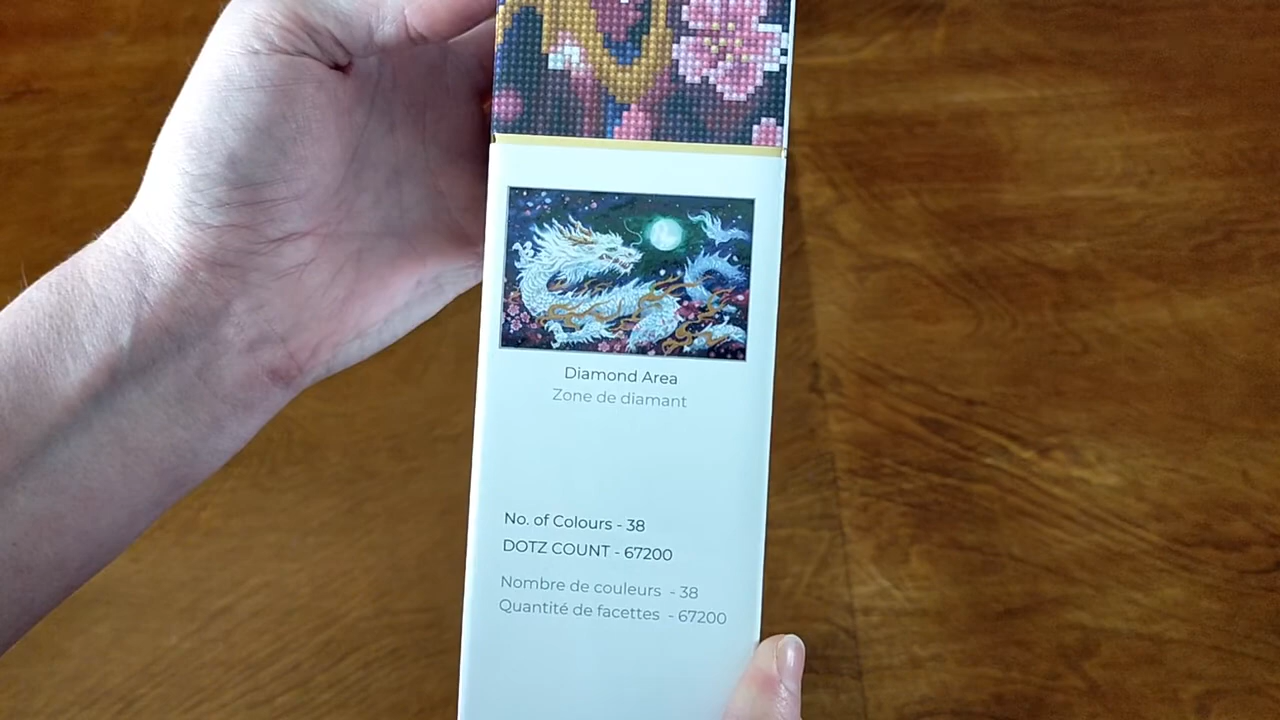 Diamond Area
Zone de diamant
No. of Colours - 38
DOTZ COUNT - 67200
Nombre de couleurs - 38
Quantité de facettes - 67200